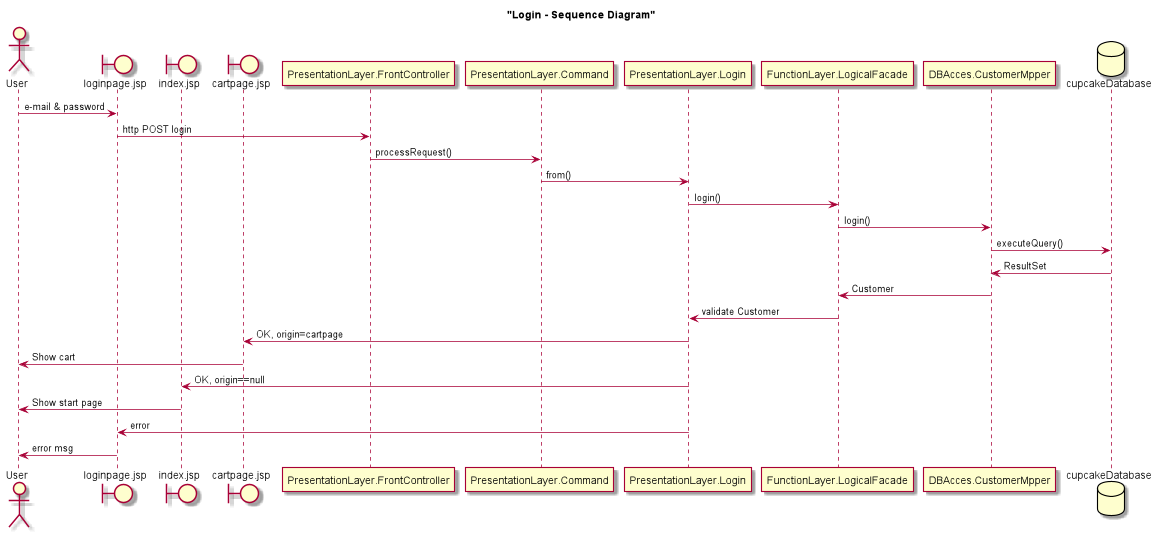 "Login - Sequence Diagram"
User
loginpage.jsp
index.jsp
cartpage.jsp
PresentationLayer.FrontController
PresentationLayer.Command
PresentationLayer.Login
FunctionLayer.LogicalFacade
DBAcces.CustomerMpper
cupcakeDatabase
e-mail & password
http POST login
processRequest()
from()
login()
login()
executeQuery()
ResultSet
Customer
validate Customer
OK, origin=cartpage
Show cart
OK, origin==null
Show start page
error
error msg
User
loginpage.jsp
index.jsp
cartpage.jsp
PresentationLayer.FrontController
PresentationLayer.Command
PresentationLayer.Login
FunctionLayer.LogicalFacade
DBAcces.CustomerMpper
cupcakeDatabase